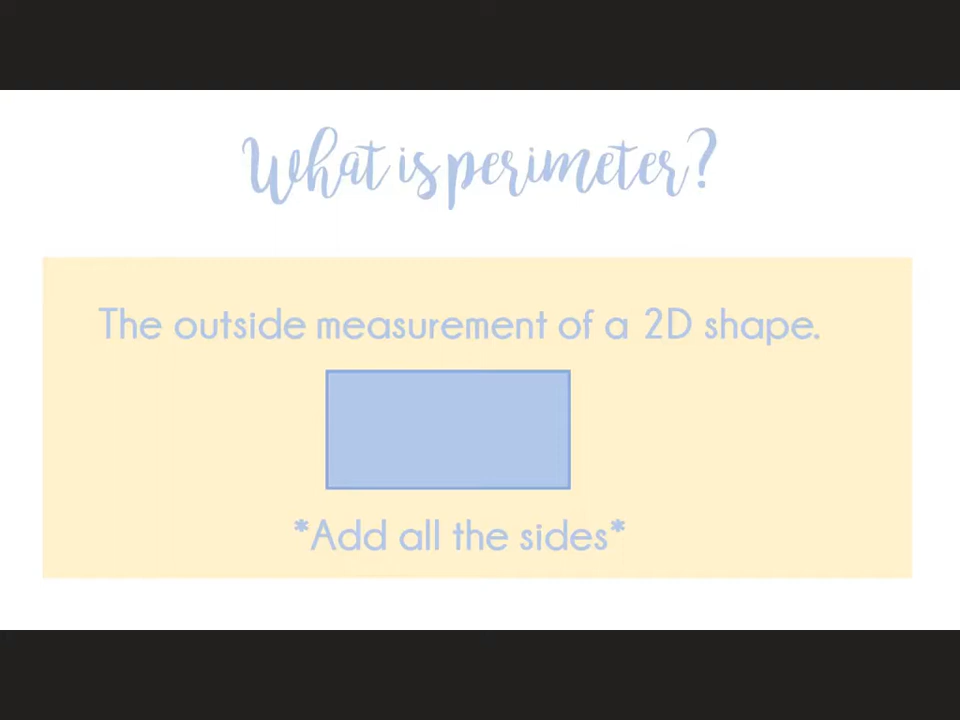 What is perimeter?
The outside measurement of a 2D shape.
*Add all the sides*